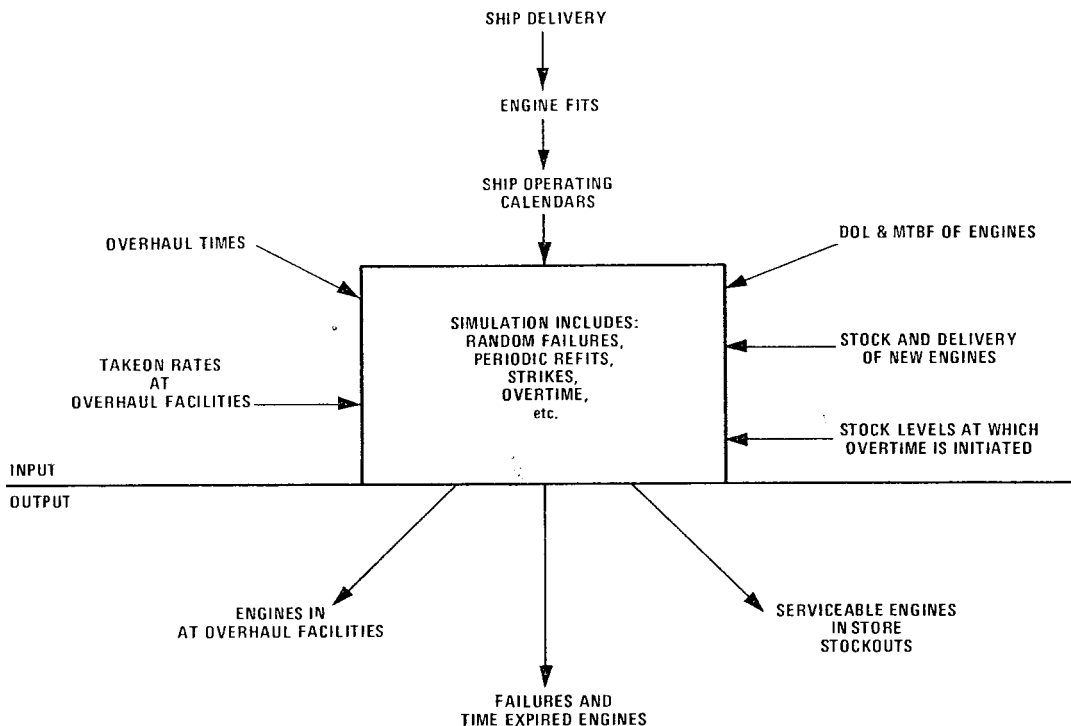 SHIP DELIVERY
ENGINE FITS
SHIP OPERATING
CALENDARS
OVERHAUL TIMES
TAKEON RATES
AT
OVERHAUL FACILITIES
SIMULATION INCLUDES:
RANDOM FAILURES,
PERIODIC REFITS,
STRIKES,
OVERTIME,
etc.
DOL & MTBF OF ENGINES
STOCK AND DELIVERY
OF NEW ENGINES
STOCK LEVELS AT WHICH
OVERTIME IS INITIATED
INPUT
OUTPUT
ENGINES IN
AT OVERHAUL FACILITIES
FAILURES AND
TIME EXPIRED ENGINES
SERVICEABLE ENGINES
IN STORE
STOCKOUTS